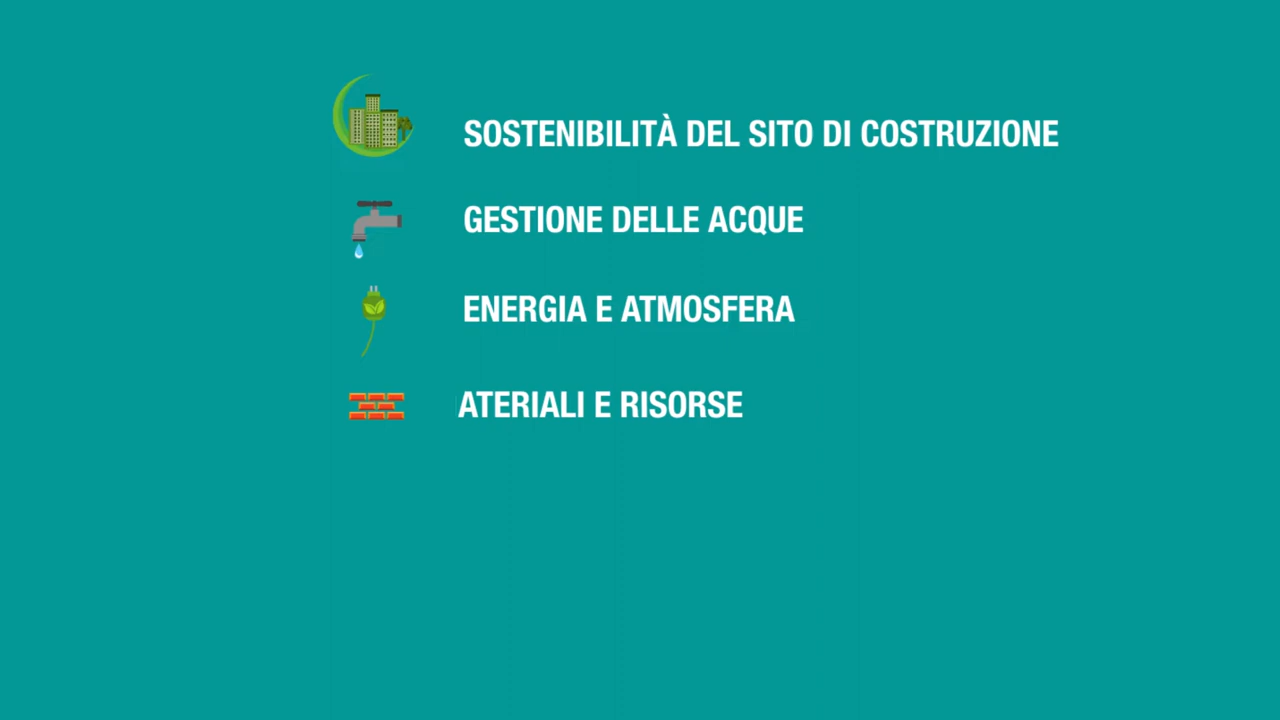 SOSTENIBILITÀ DEL SITO DI COSTRUZIONE
GESTIONE DELLE ACQUE
ENERGIA E ATMOSFERA
ATERIALI E RISORSE